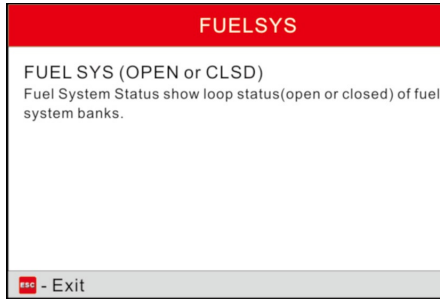 FUELSYS
FUEL SYS (OPEN or CLSD)
Fuel System Status show loop status(open or closed) of fuel
system banks.
ESC - Exit